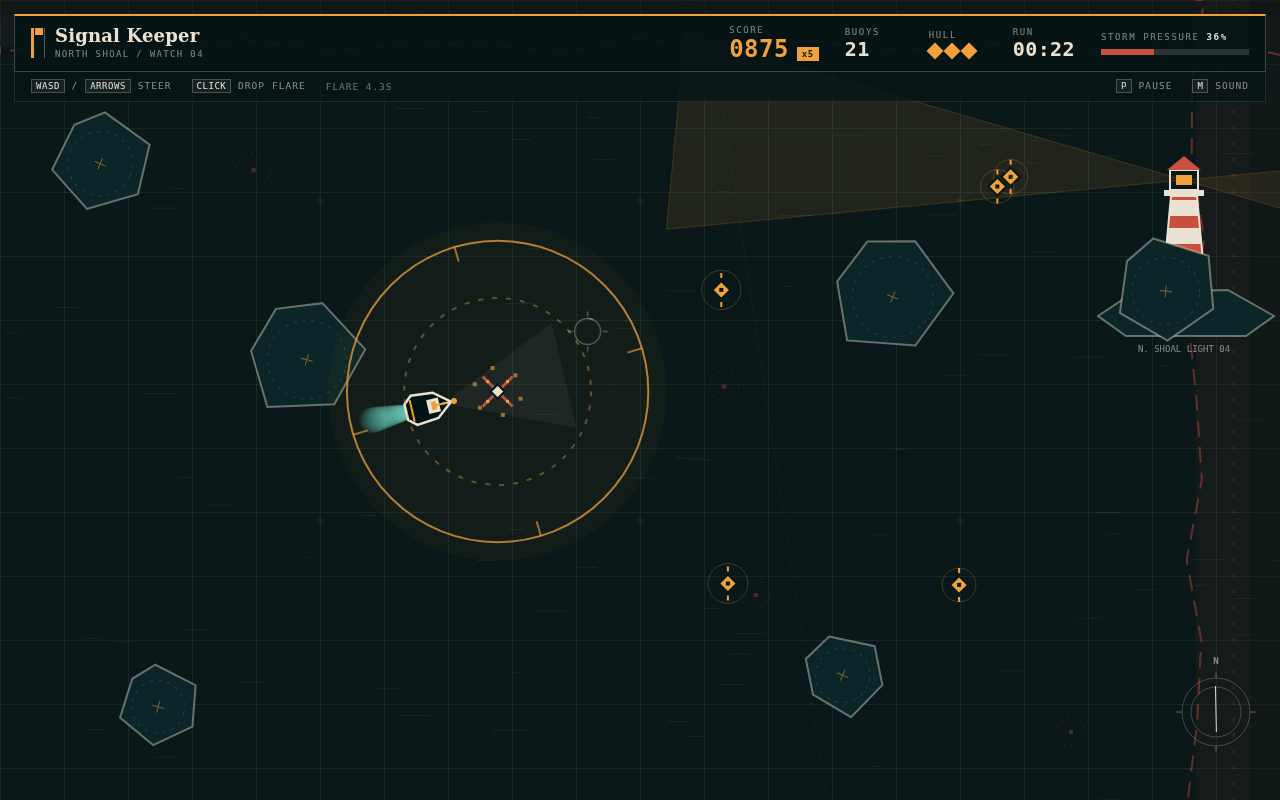 Signal Keeper
NORTH SHOAL / WATCH 04
SCORE
0875 x5
BUOYS
21
HULL
RUN
00:22
STORM PRESSURE 36%
WASD / ARROWS STEER CLICK DROP FLARE FLARE 4.3S
P PAUSE M SOUND
N. SHOAL LIGHT 04
N